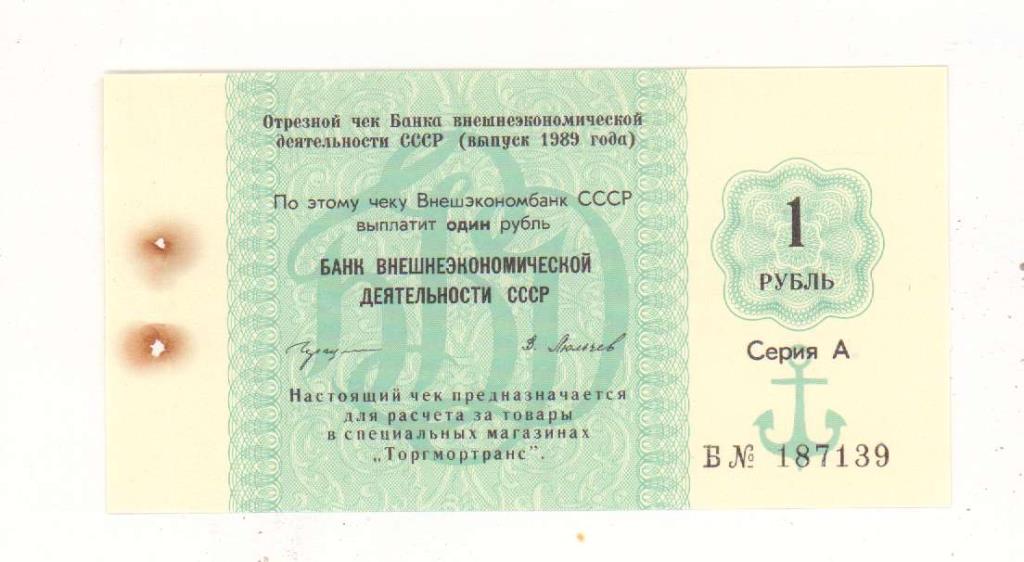 Отрезной чек Банка внешнеэкономической
деятельности СССР (выпуск 1989 года)
По этому чеку Внешэкономбанк СССР
выплатит один рубль
БАНК ВНЕШНЕЭКОНОМИЧЕСКОЙ
ДЕЯТЕЛЬНОСТИ СССР
В.
Настоящий чек предназначается
для расчета за товары
в специальных магазинах
„Торгмортранс".
1
РУБЛЬ
Серия А
Б № 187139